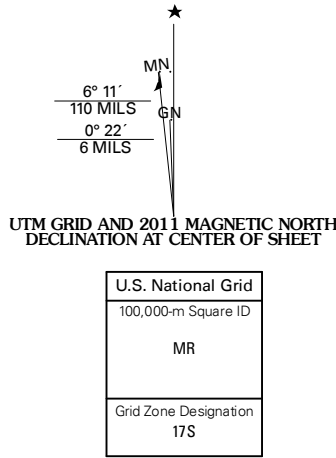 MN
6° 11´
110 MILS
GN
0° 22´
6 MILS
UTM GRID AND 2011 MAGNETIC NORTH
DECLINATION AT CENTER OF SHEET
U.S. National Grid
100,000-m Square ID
MR
Grid Zone Designation
17S